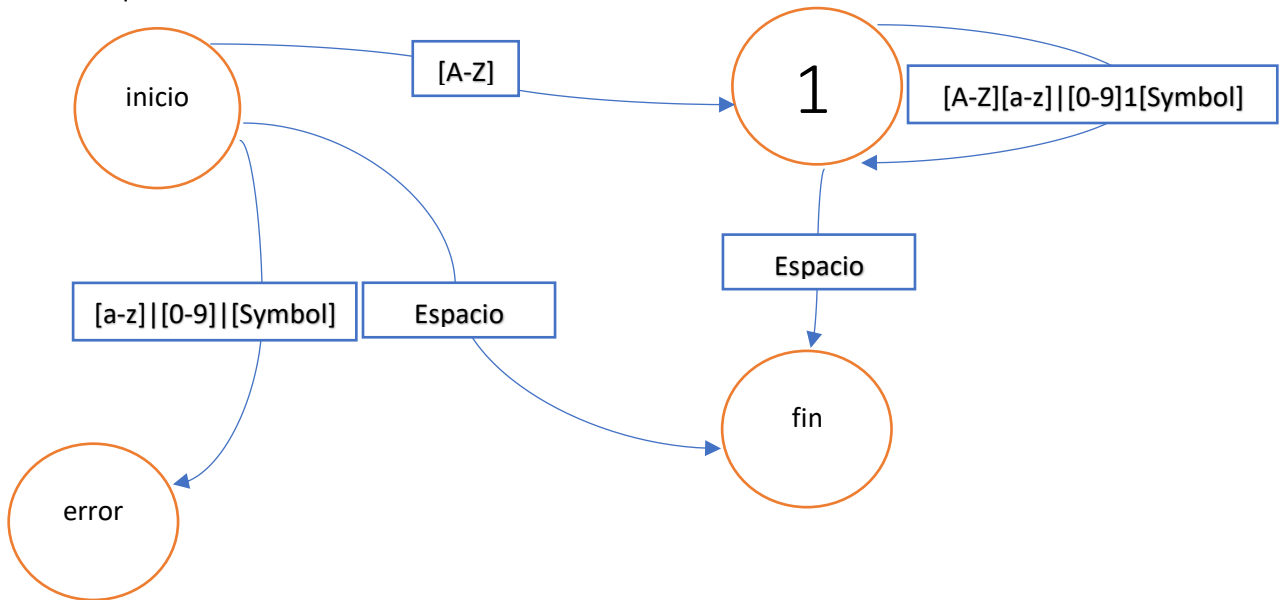 inicio
[A-Z]
1
[A-Z][a-z]|[0-9]1[Symbol]
Espacio
[a-z]|[0-9]|[Symbol]
Espacio
fin
error